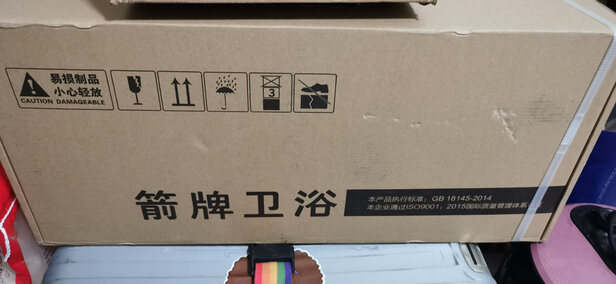 易损制品
小心轻放
CAUTION DAMAGEABLE
3
箭牌卫浴
本产品执行标准：GB 18145-2014
本企业通过ISO9001：2015国际质量管理体系